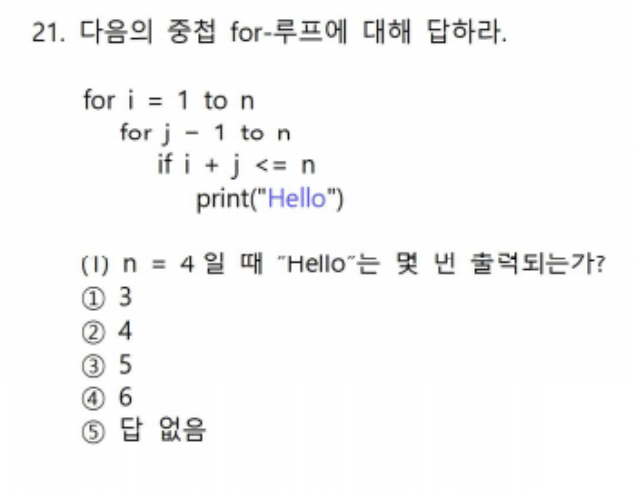 21. 다음의 중첩 for-루프에 대해 답하라.
for i = 1 to n
for j - 1 to n
if i + j <= n
print("Hello")
(1) n = 4일 때 "Hello"는 몇 번 출력되는가?
① 3
② 4
③ 5
④ 6
⑤ 답 없음